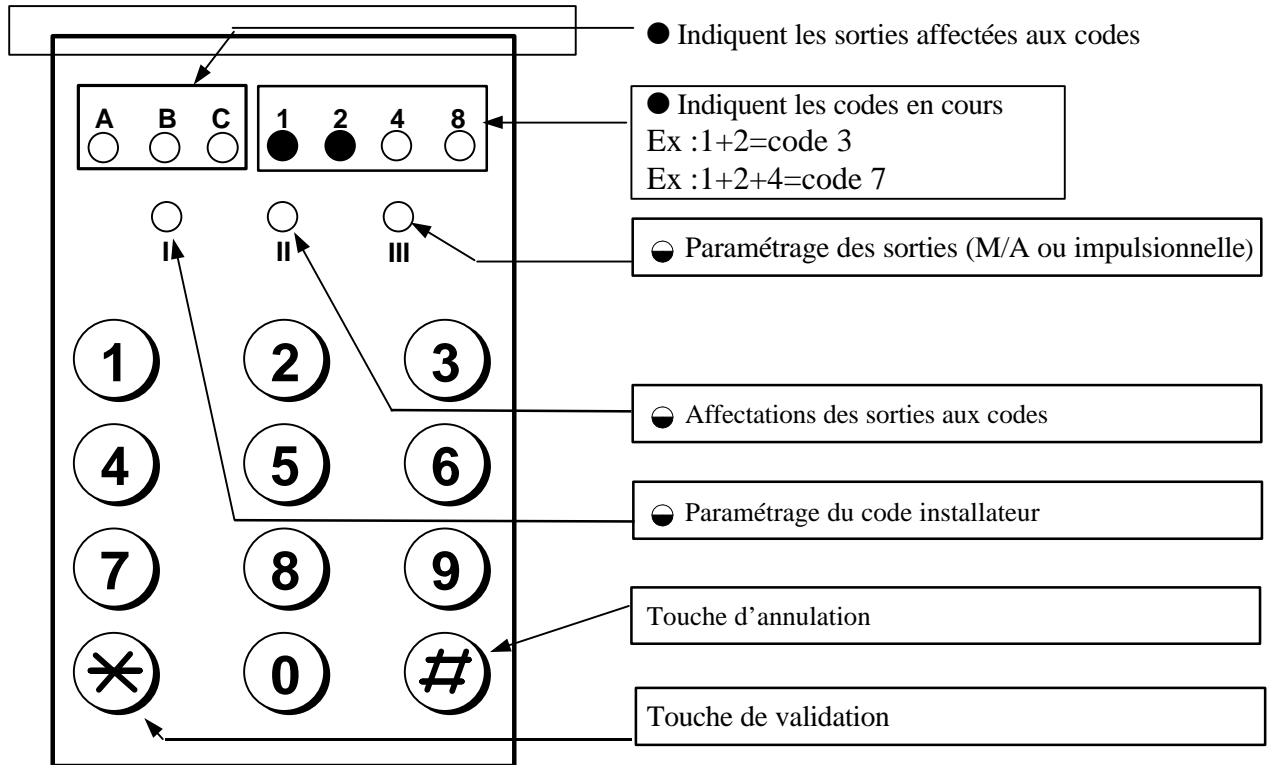 ● Indiquent les sorties affectées aux codes
A B C 1 2 4 8
● Indiquent les codes en cours
Ex :1+2=code 3
Ex :1+2+4=code 7
I II III
Paramétrage des sorties (M/A ou impulsionnelle)
1 2 3
Affectations des sorties aux codes
4 5 6
Paramétrage du code installateur
7 8 9
Touche d’annulation
* 0 #
Touche de validation